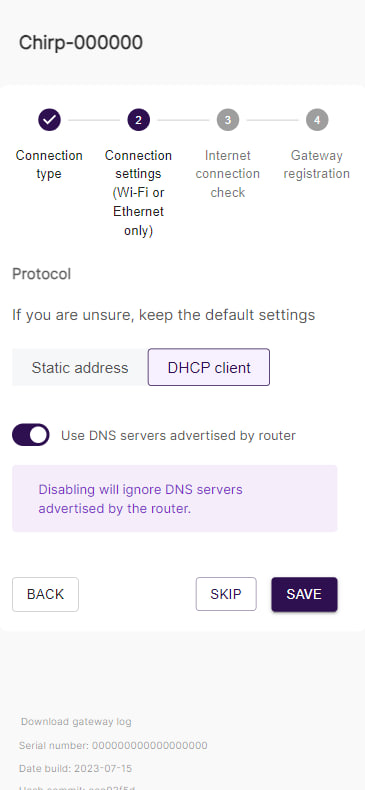 Chirp-000000
2
3
4
Connection type
Connection settings (Wi-Fi or Ethernet only)
Internet connection check
Gateway registration
Protocol
If you are unsure, keep the default settings
Static address
DHCP client
Use DNS servers advertised by router
Disabling will ignore DNS servers
advertised by the router.
BACK
SKIP
SAVE
Download gateway log
Serial number: 000000000000000000
Date build: 2023-07-15